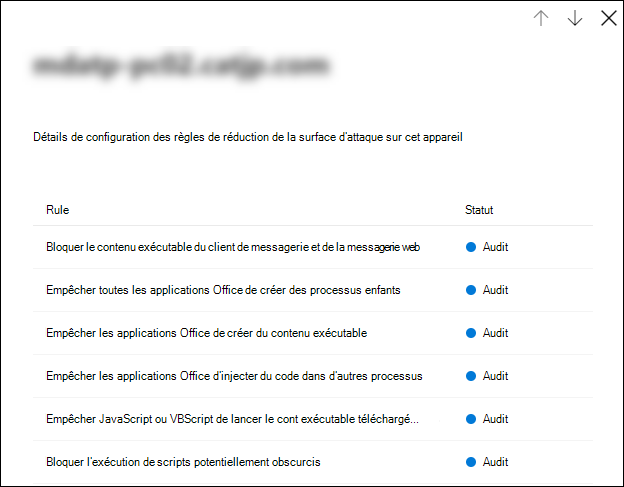 Détails de configuration des règles de réduction de la surface d'attaque sur cet appareil
Rule Statut
Bloquer le contenu exécutable du client de messagerie et de la messagerie web Audit
Empêcher toutes les applications Office de créer des processus enfants Audit
Empêcher les applications Office de créer du contenu exécutable Audit
Empêcher les applications Office d'injecter du code dans d'autres processus Audit
Empêcher JavaScript ou VBScript de lancer le cont exécutable téléchargé... Audit
Bloquer l'exécution de scripts potentiellement obscurcis Audit